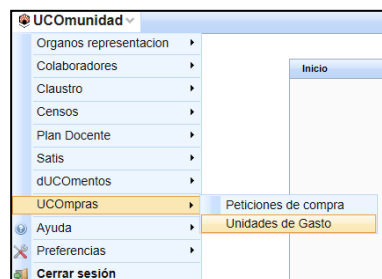 UCOmunidad
Organos representacion
Colaboradores
Inicio
Claustro
Censos
Plan Docente
Satis
dUCOmentos
UCOmpras
Peticiones de compra
Ayuda
Unidades de Gasto
Preferencias
Cerrar sesión